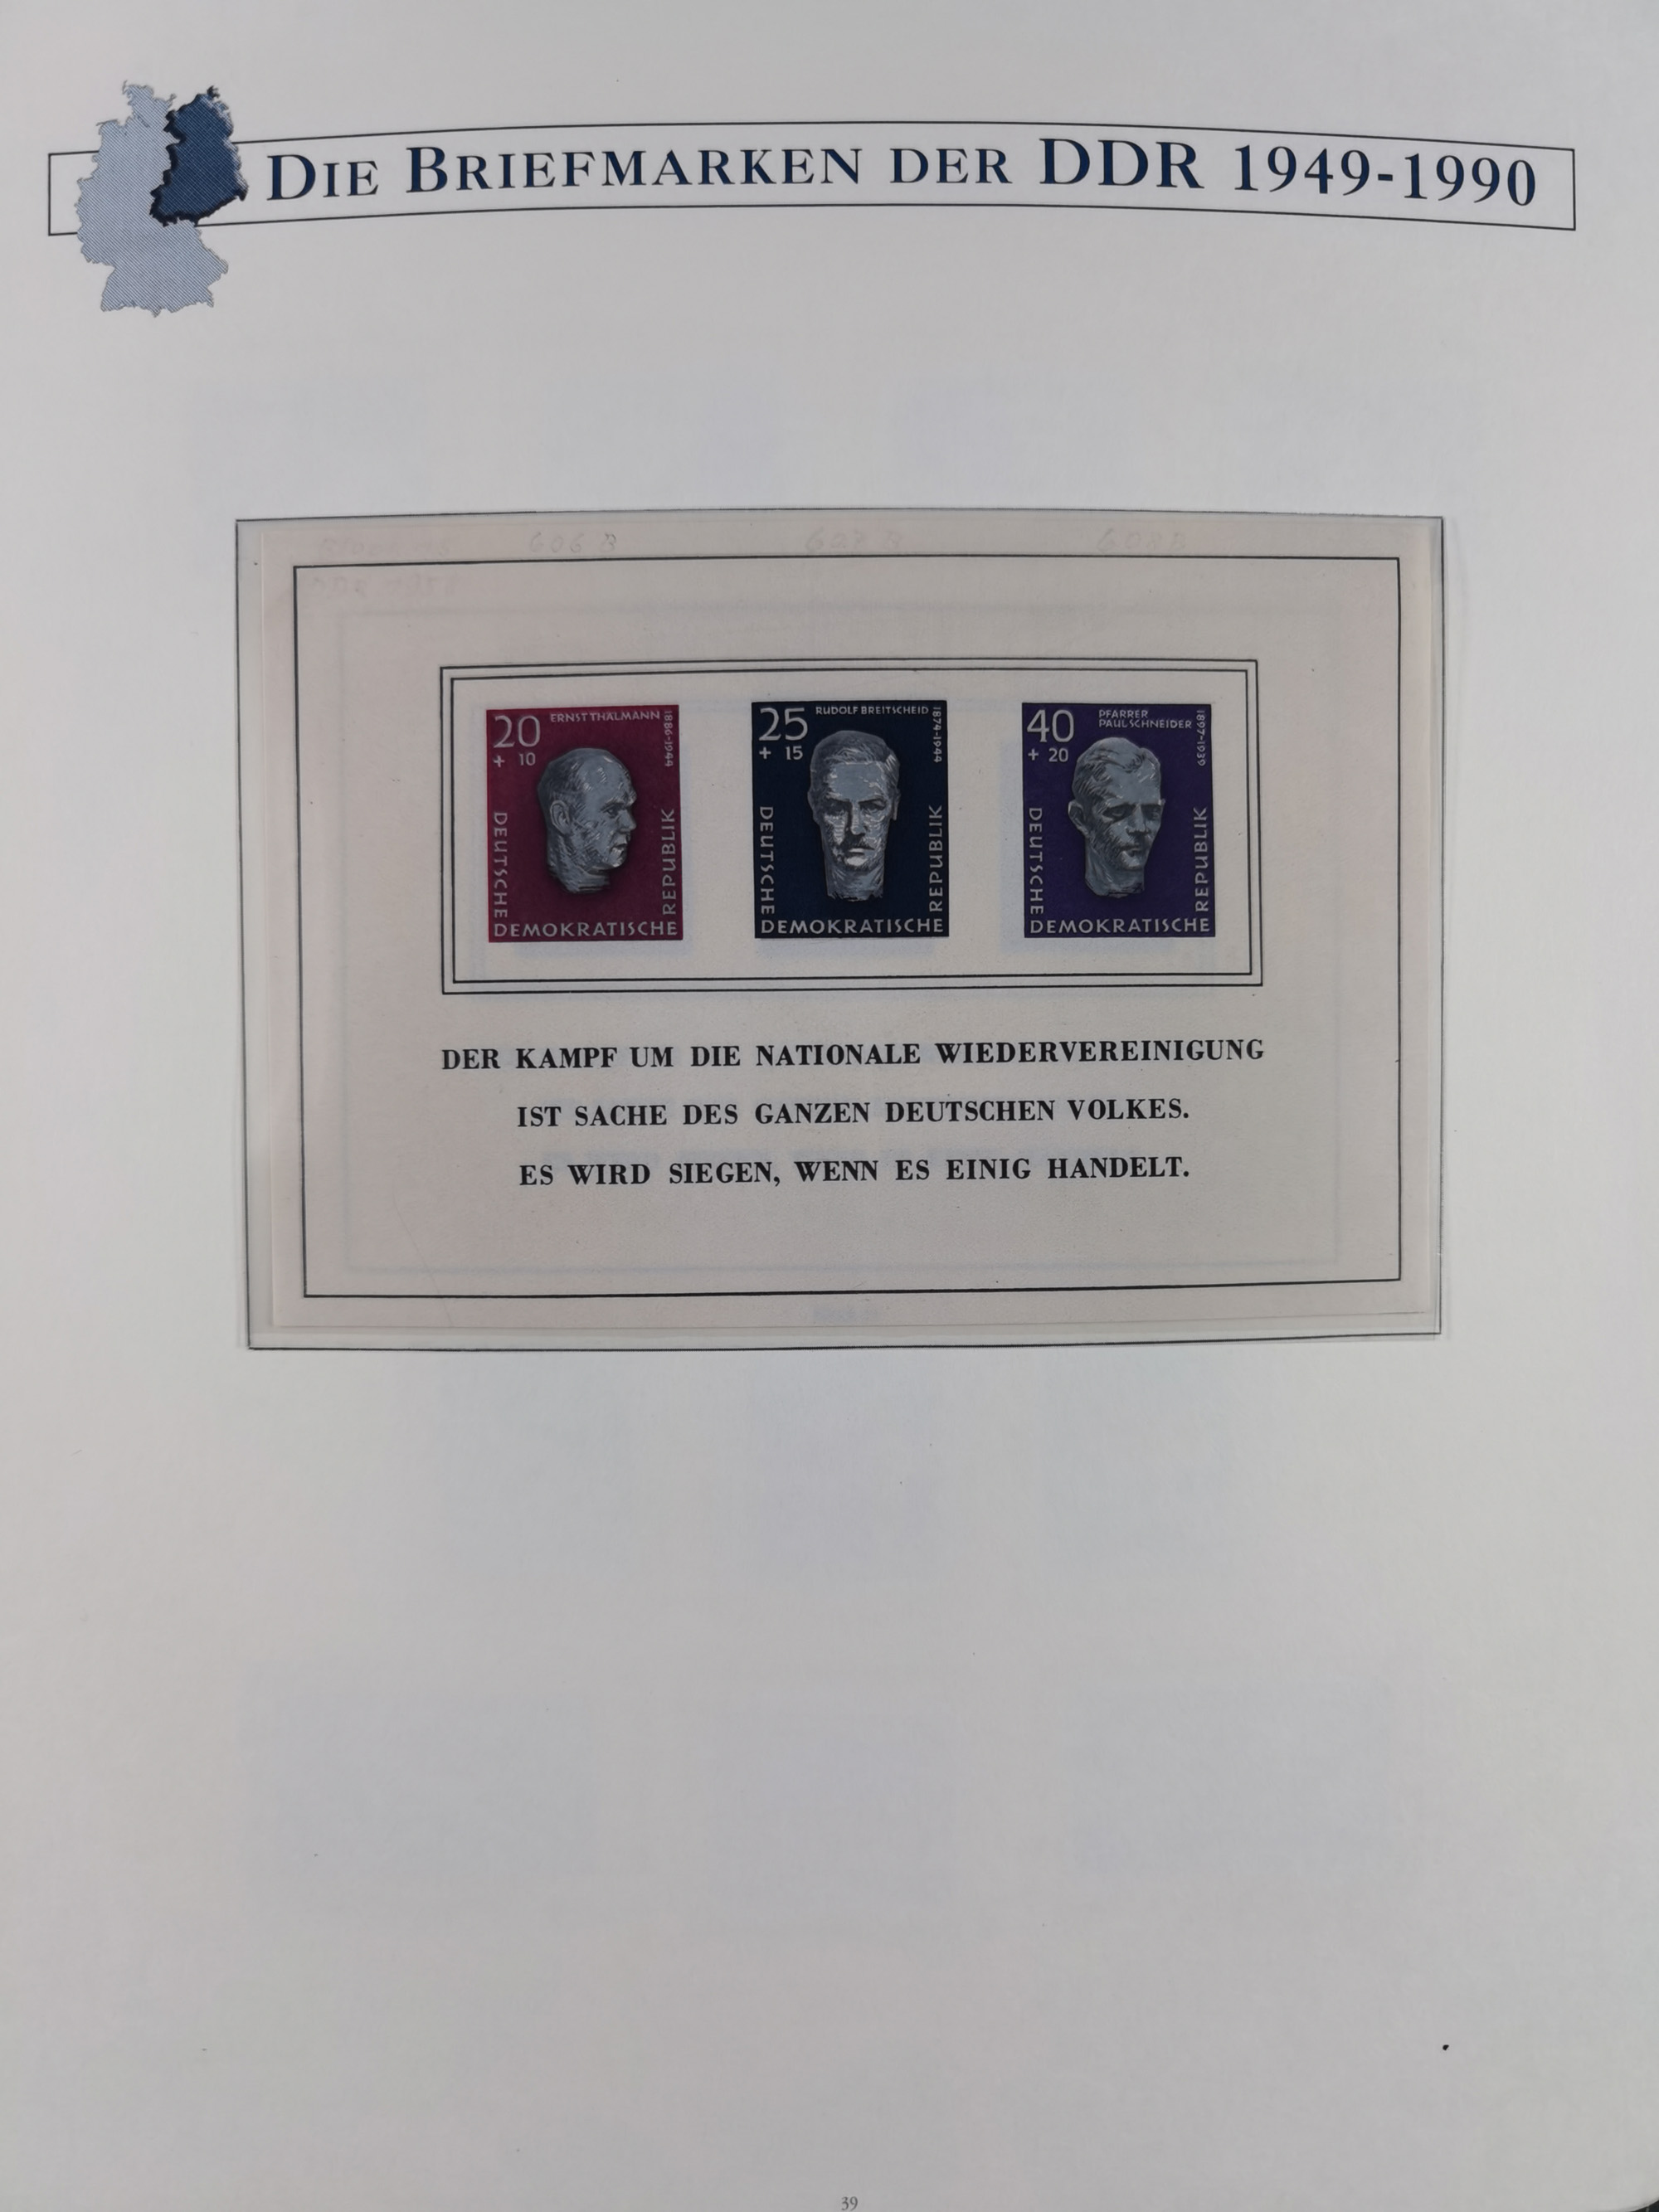 DIE BRIEFMARKEN DER DDR 1949-1990
606 B
608 B
20
+ 10
ERNST THÄLMANN
1886-1944
DEUTSCHE
DEMOKRATISCHE
REPUBLIK
25
+ 15
RUDOLF BREITSCHEID
1874-1944
DEUTSCHE
DEMOKRATISCHE
REPUBLIK
40
+ 20
PFARRER
PAUL SCHNEIDER
1897-1939
DEUTSCHE
DEMOKRATISCHE
REPUBLIK
DER KAMPF UM DIE NATIONALE WIEDERVEREINIGUNG
IST SACHE DES GANZEN DEUTSCHEN VOLKES.
ES WIRD SIEGEN, WENN ES EINIG HANDELT.
39